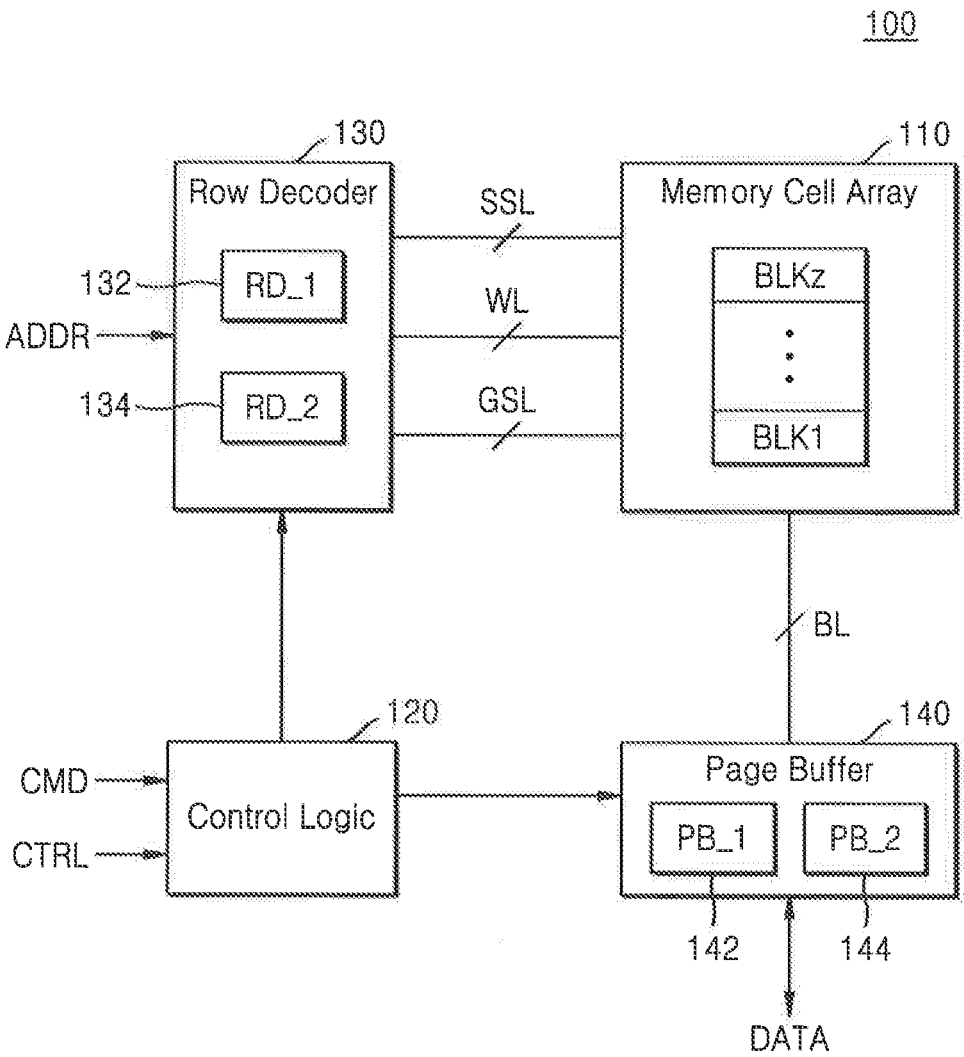 100
130
110
Row Decoder
SSL
Memory Cell Array
132
RD_1
BLKz
WL
ADDR
134
RD_2
GSL
BLK1
BL
120
140
CMD
Control Logic
Page Buffer
PB_1
PB_2
CTRL
142
144
DATA